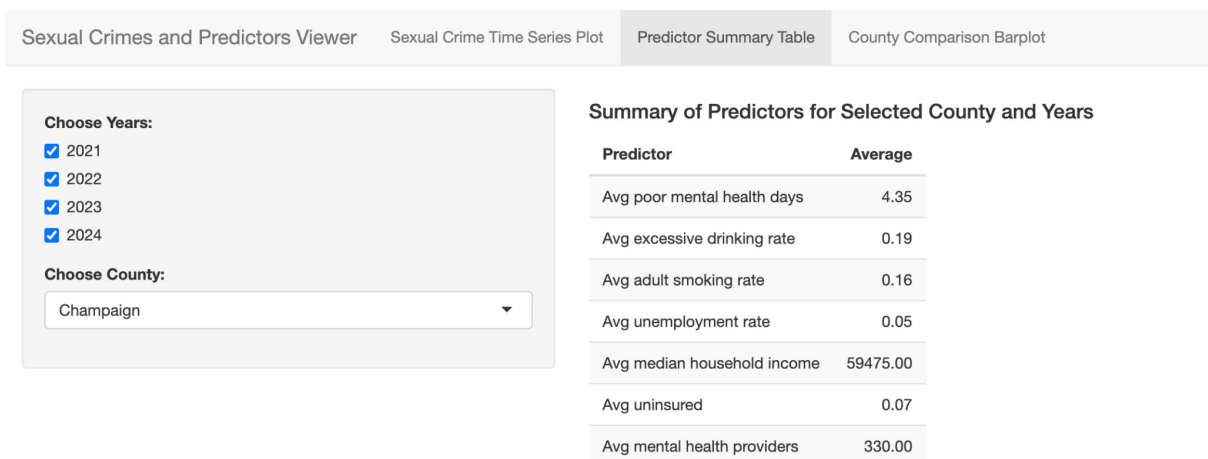 Sexual Crimes and Predictors Viewer Sexual Crime Time Series Plot Predictor Summary Table County Comparison Barplot
Choose Years:
2021
2022
2023
2024
Choose County:
Champaign
Summary of Predictors for Selected County and Years
Predictor Average
Avg poor mental health days 4.35
Avg excessive drinking rate 0.19
Avg adult smoking rate 0.16
Avg unemployment rate 0.05
Avg median household income 59475.00
Avg uninsured 0.07
Avg mental health providers 330.00